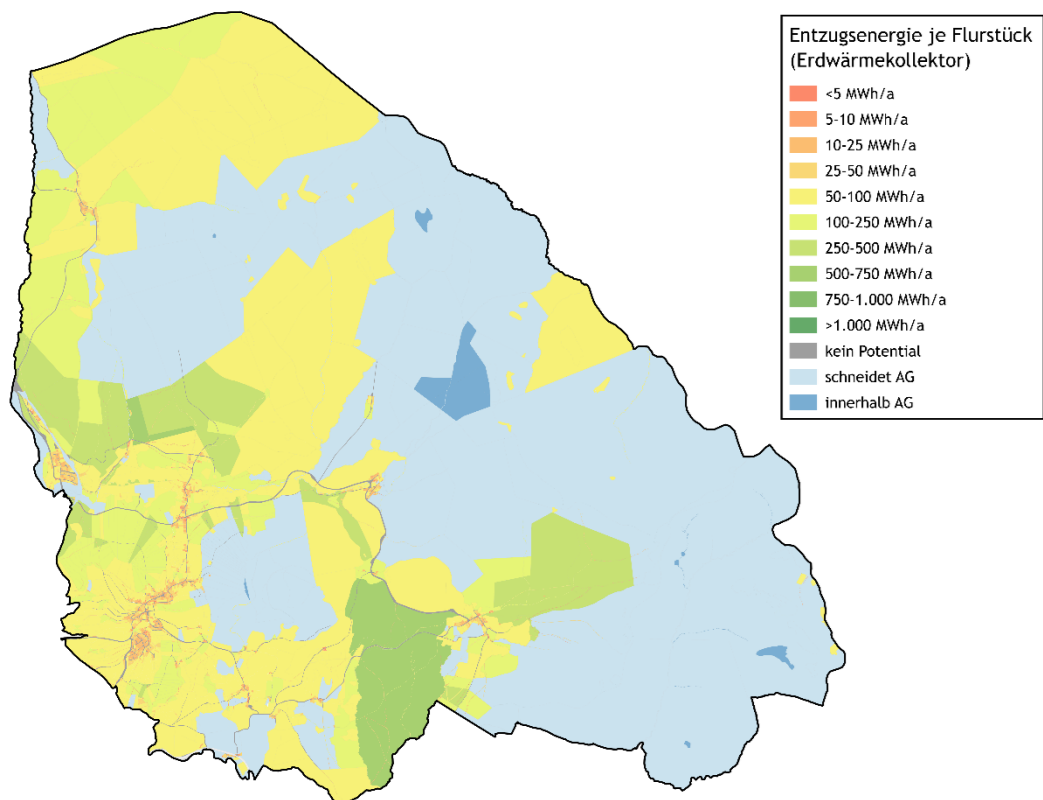 Entzugsenergie je Flurstück
(Erdwärmekollektor)
<5 MWh/a
5-10 MWh/a
10-25 MWh/a
25-50 MWh/a
50-100 MWh/a
100-250 MWh/a
250-500 MWh/a
500-750 MWh/a
750-1.000 MWh/a
>1.000 MWh/a
kein Potential
schneidet AG
innerhalb AG